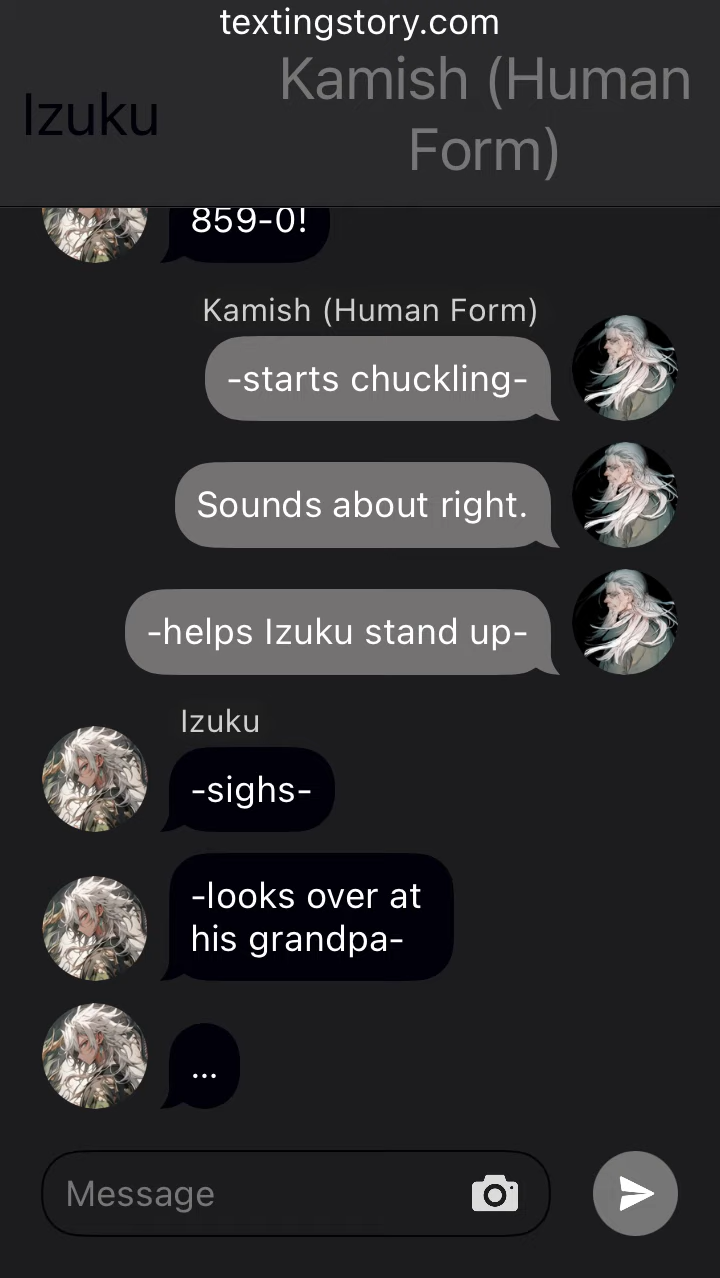 textingstory.com
Izuku
Kamish (Human
Form)
859-0!
Kamish (Human Form)
-starts chuckling-
Sounds about right.
-helps Izuku stand up-
Izuku
-sighs-
-looks over at
his grandpa-
...
Message